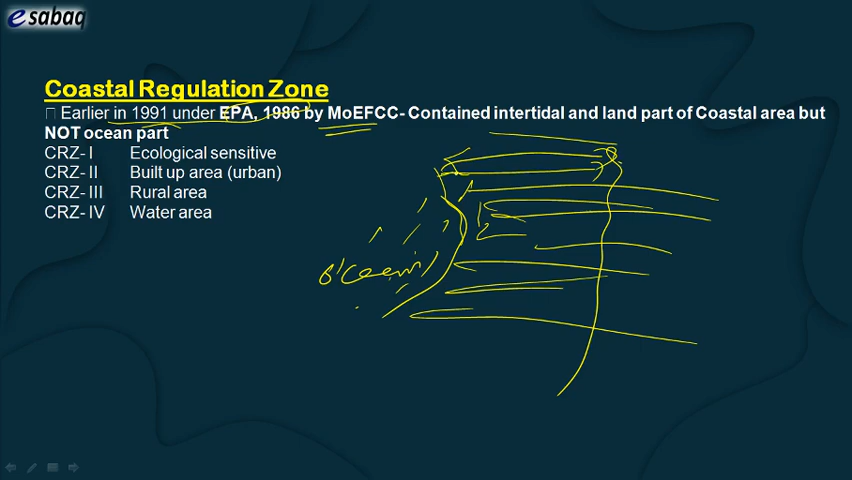 esabaq
Coastal Regulation Zone
Earlier in 1991 under EPA, 1986 by MoEFCC- Contained intertidal and land part of Coastal area but
NOT ocean part
CRZ- I Ecological sensitive
CRZ- II Built up area (urban)
CRZ- III Rural area
CRZ- IV Water area